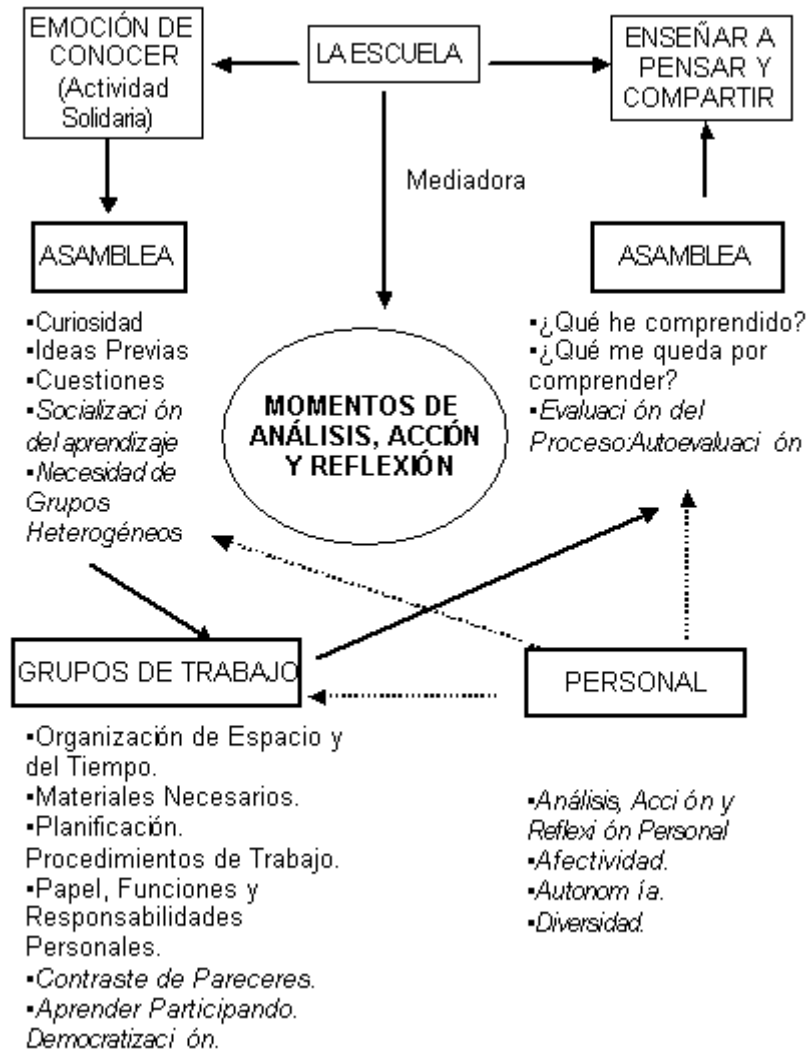 EMOCIÓN DE
CONOCER
(Actividad
Solidaria)
LA ESCUELA
ENSEÑAR A
PENSAR Y
COMPARTIR
Mediadora
ASAMBLEA
▪Curiosidad
▪Ideas Previas
▪Cuestiones
▪Socializaci ón
del aprendizaje
▪Necesidad de
Grupos
Heterogéneos
MOMENTOS DE
ANÁLISIS, ACCIÓN
Y REFLEXIÓN
ASAMBLEA
▪¿Qué he comprendido?
▪¿Qué me queda por
comprender?
▪Evaluaci ón del
Proceso:Autoevaluaci ón
GRUPOS DE TRABAJO
▪Organización de Espacio y
del Tiempo.
▪Materiales Necesarios.
▪Planificación.
Procedimientos de Trabajo.
▪Papel, Funciones y
Responsabilidades
Personales.
▪Contraste de Pareceres.
▪Aprender Participando.
Democratizaci ón.
PERSONAL
▪Análisis, Acci ón y
Reflexi ón Personal
▪Afectividad.
▪Autonom ía.
▪Diversidad.